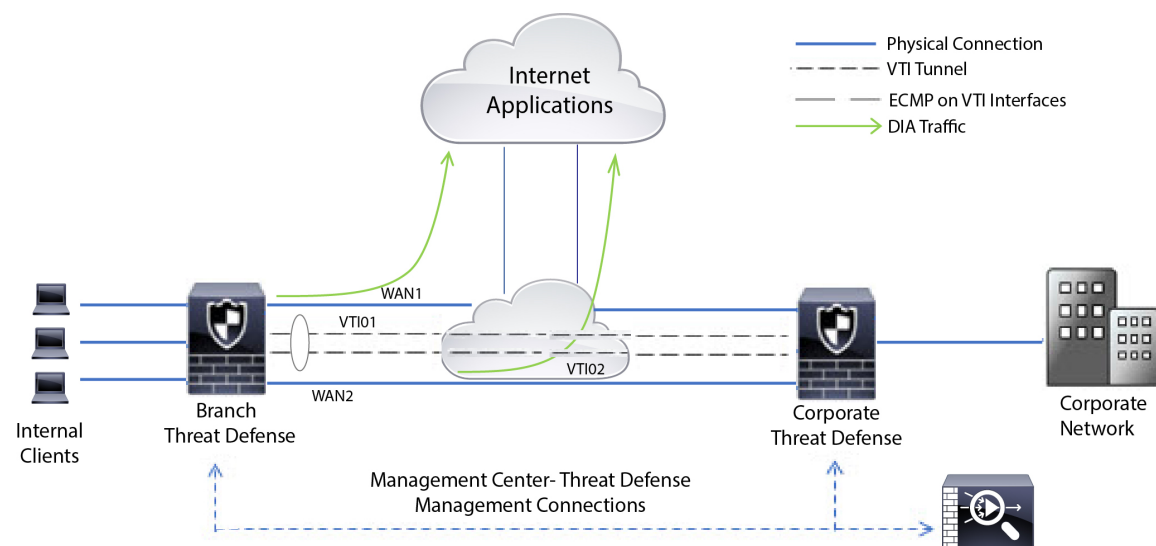 Internet
Applications
Physical Connection
VTI Tunnel
ECMP on VTI Interfaces
DIA Traffic
WAN1
VTI01
VTI02
WAN2
Internal
Clients
Branch
Threat Defense
Corporate
Threat Defense
Corporate
Network
Management Center- Threat Defense
Management Connections